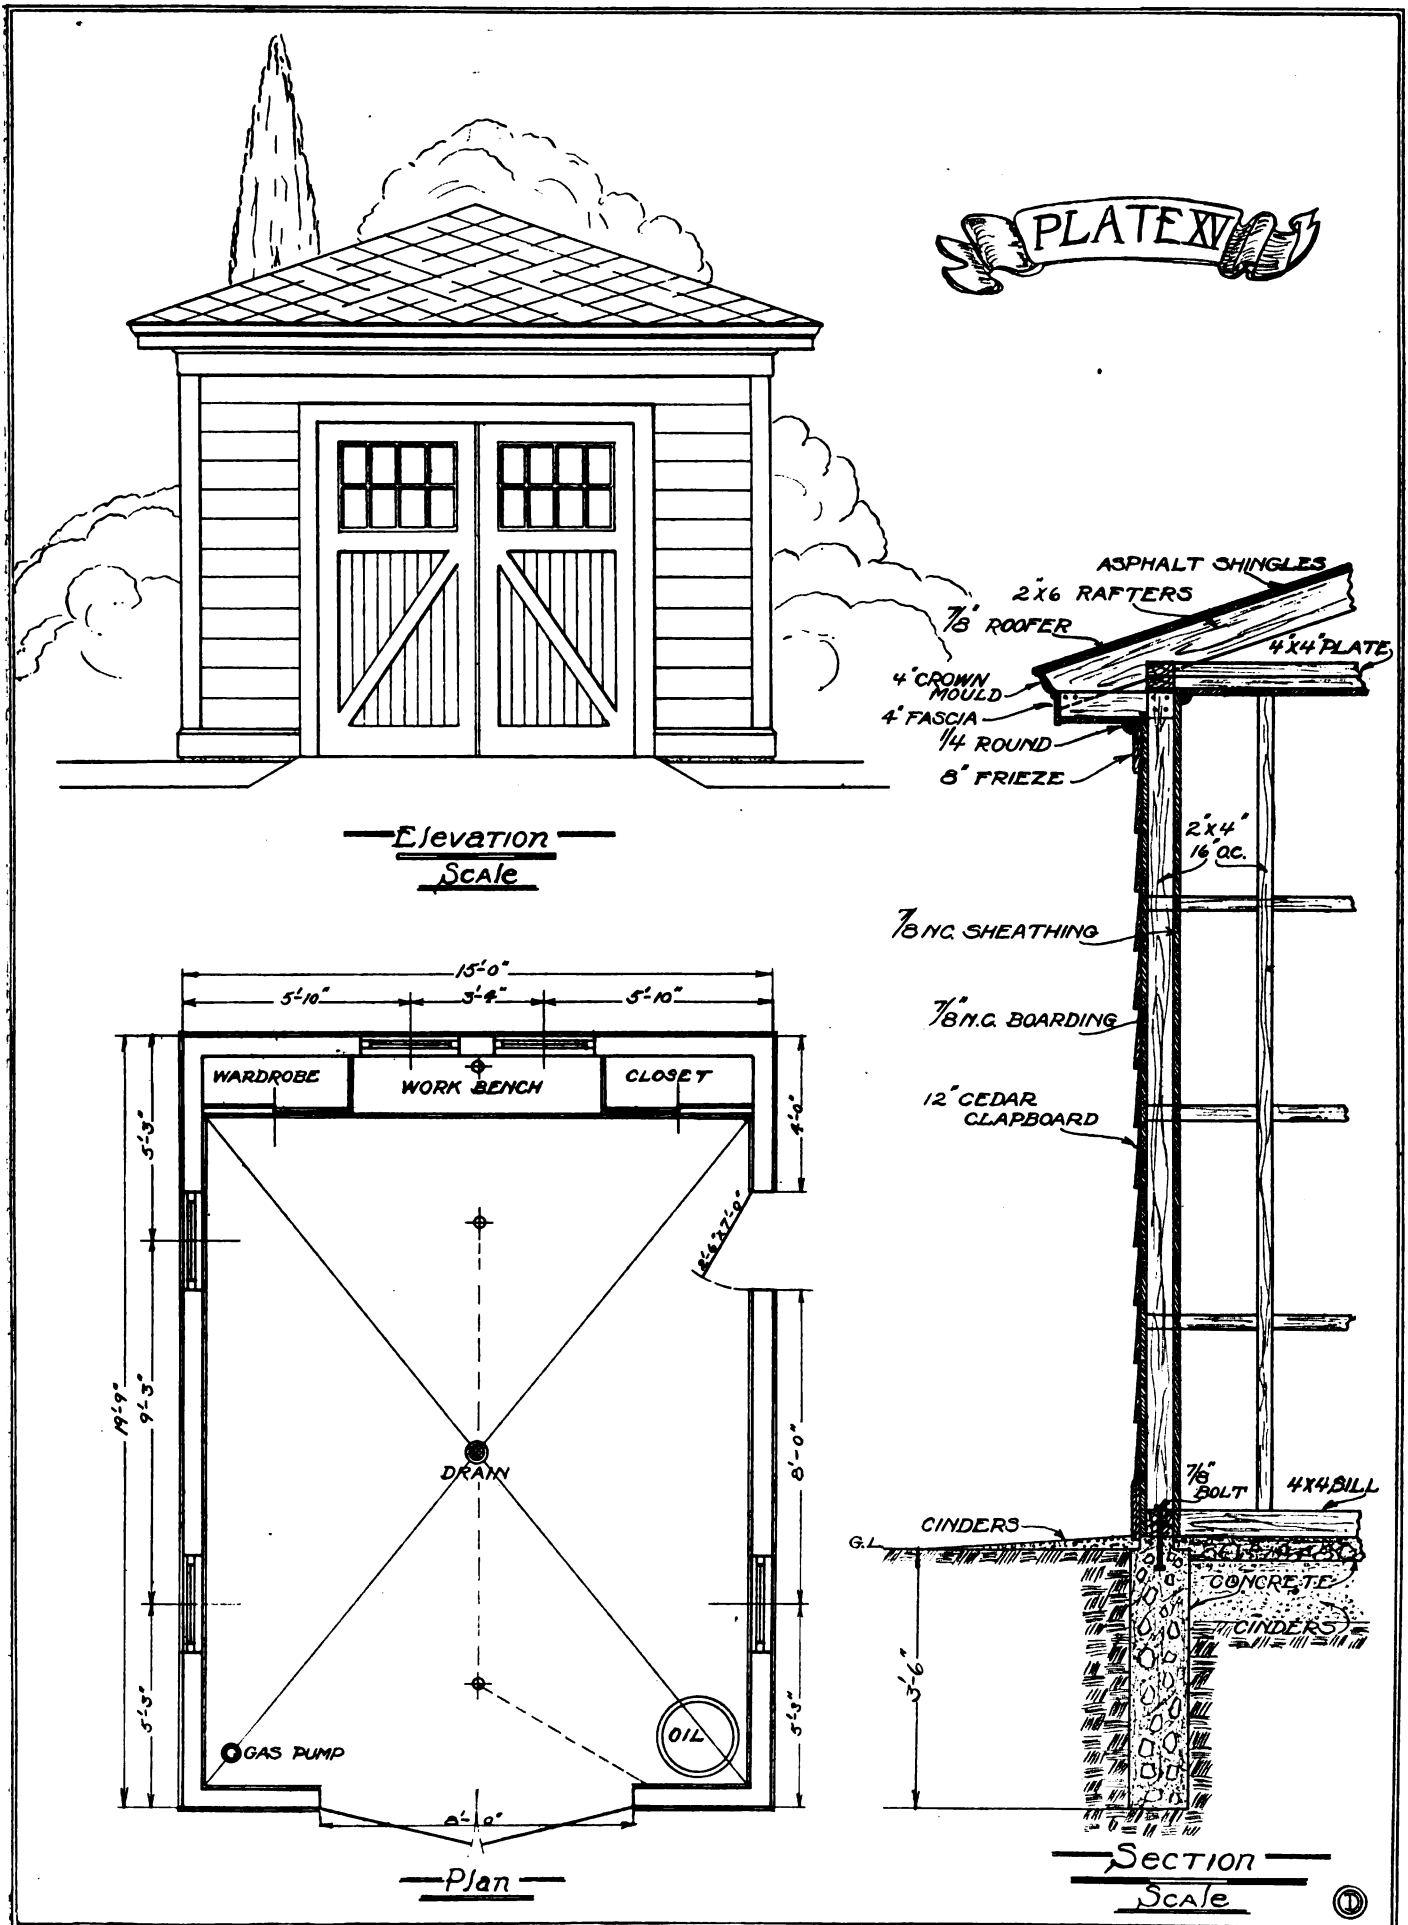 PLATE XV
Elevation
Scale
ASPHALT SHINGLES
2"X6 RAFTERS
7/8" ROOFER
4"X4" PLATE
4" CROWN
MOULD
4" FASCIA
1/4 ROUND
8" FRIEZE
2"x4"
16" O.C.
7/8 N.C. SHEATHING
7/8" N.C. BOARDING
12" CEDAR
CLAPBOARD
7/8"
BOLT
4X4 SILL
CINDERS
G.L.
CONCRETE
CINDERS
3'-6"
Section
Scale
15'-0"
5'-10" 3'-4" 5'-10"
WARDROBE WORK BENCH CLOSET
5'-3"
4'-0"
2'-6"x7'-0"
19'-9"
9'-3"
8'-0"
DRAIN
5'-3"
5'-3"
OIL
GAS PUMP
8'-0"
Plan
D